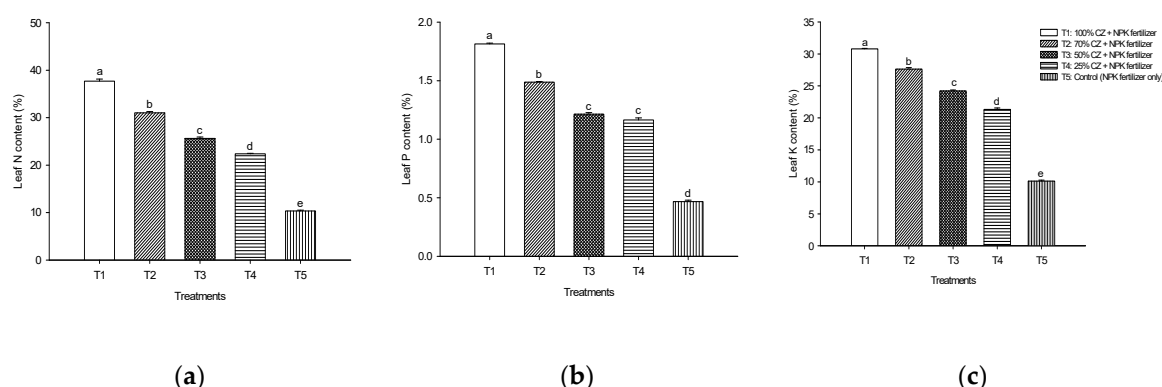 50
40
30
20
10
0
Leaf N content (%)
a
b
c
d
e
T1 T2 T3 T4 T5
Treatments
(a)
2.0
1.5
1.0
0.5
0.0
Leaf P content (%)
a
b
c
c
d
T1 T2 T3 T4 T5
Treatments
(b)
35
30
25
20
15
10
5
0
Leaf K content (%)
a
b
c
d
e
T1 T2 T3 T4 T5
Treatments
(c)
T1: 100% CZ + NPK fertilizer
T2: 70% CZ + NPK fertilizer
T3: 50% CZ + NPK fertilizer
T4: 25% CZ + NPK fertilizer
T5: Control (NPK fertilizer only)